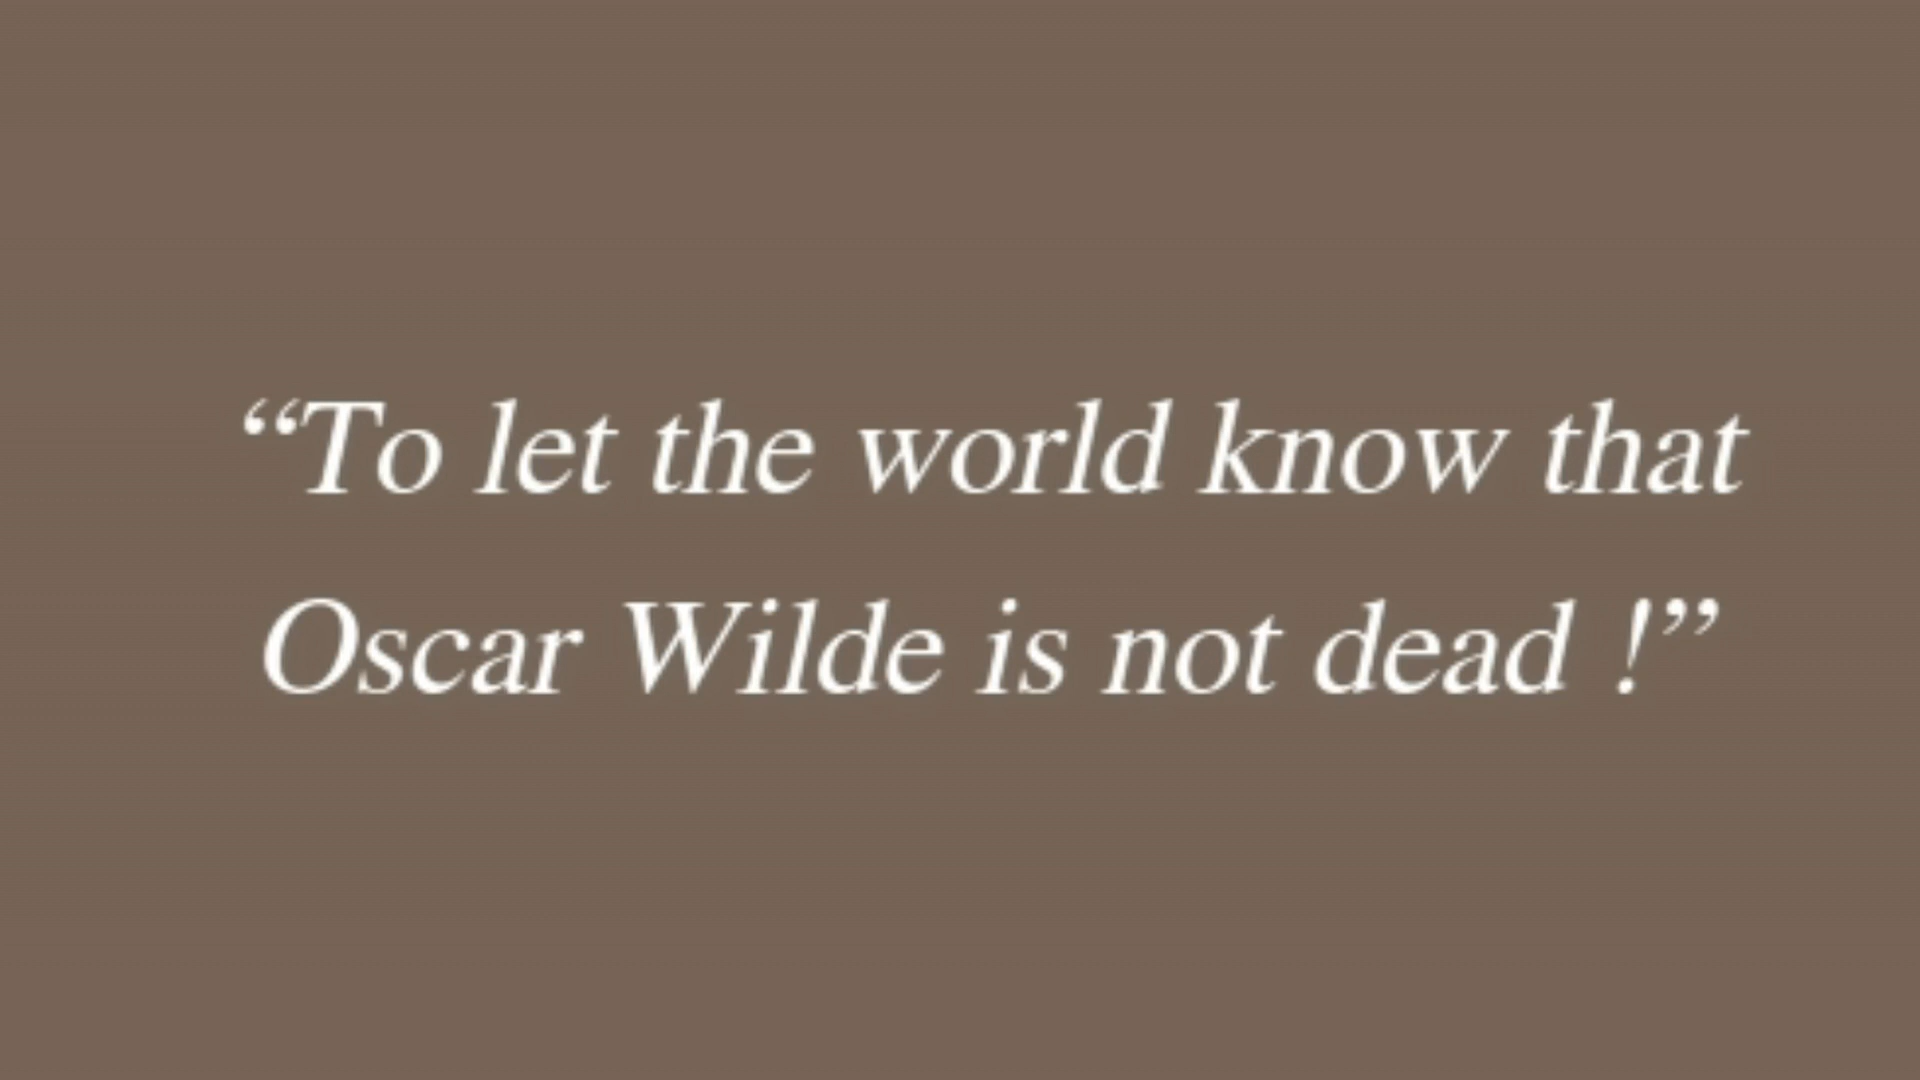 “To let the world know that
Oscar Wilde is not dead !”